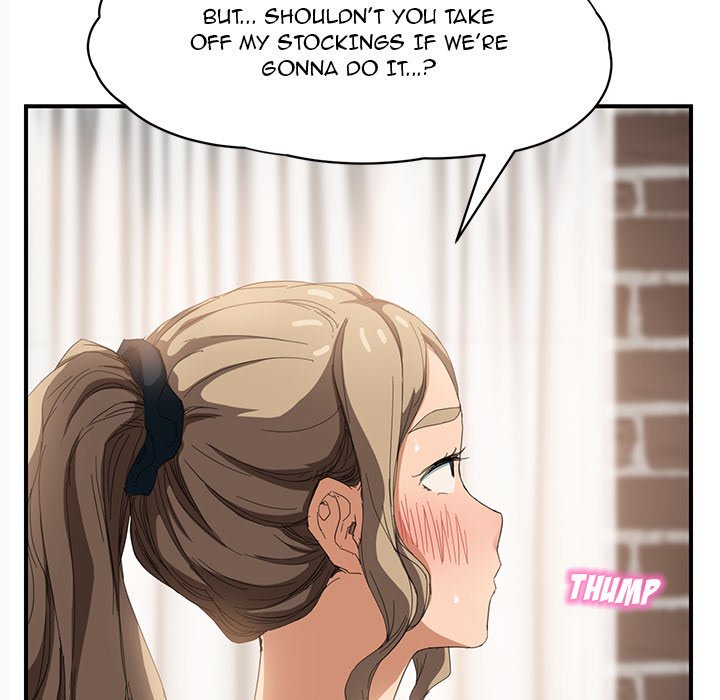 BUT... SHOULDN'T YOU TAKE
OFF MY STOCKINGS IF WE'RE
GONNA DO IT...?
THUMP